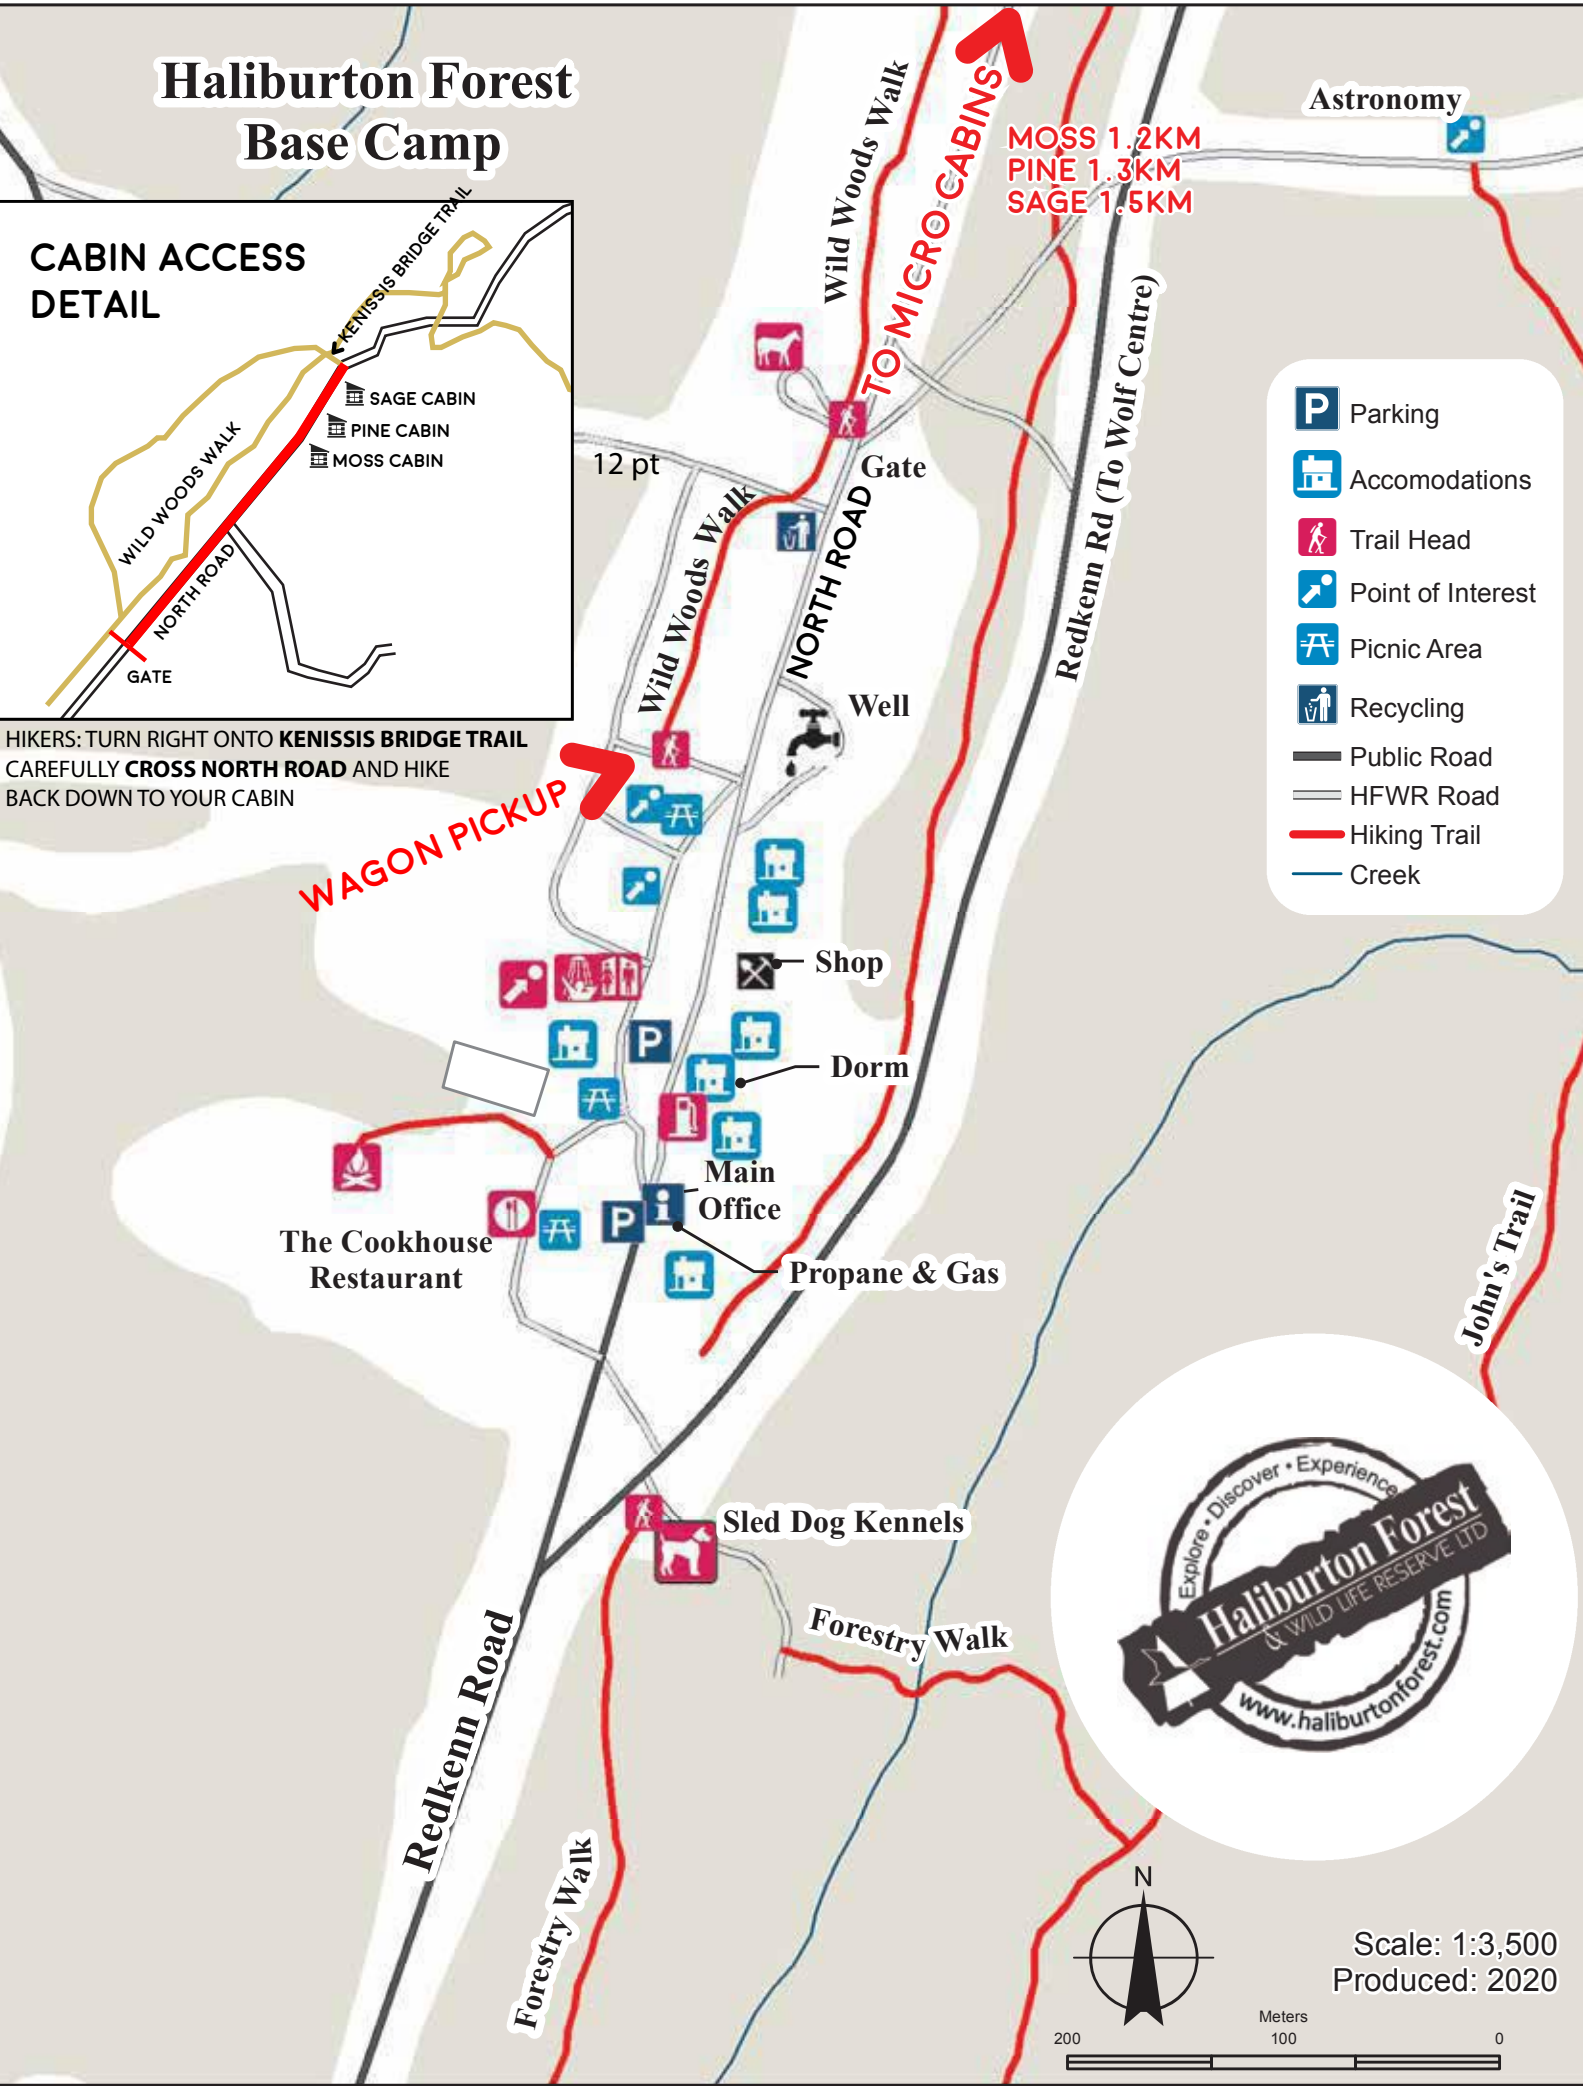 Haliburton Forest
Base Camp
CABIN ACCESS
DETAIL
KENISSIS BRIDGE TRAIL
SAGE CABIN
PINE CABIN
MOSS CABIN
WILD WOODS WALK
NORTH ROAD
GATE
HIKERS: TURN RIGHT ONTO KENISSIS BRIDGE TRAIL
CAREFULLY CROSS NORTH ROAD AND HIKE
BACK DOWN TO YOUR CABIN
WAGON PICKUP
12 pt
Wild Woods Walk
Wild Woods Walk
TO MICRO CABINS
MOSS 1.2KM
PINE 1.3KM
SAGE 1.5KM
Astronomy
Gate
NORTH ROAD
Redkenn Rd (To Wolf Centre)
Well
P Parking
Accomodations
Trail Head
Point of Interest
Picnic Area
Recycling
Public Road
HFWR Road
Hiking Trail
Creek
Shop
P
Dorm
Main
Office
P
i
The Cookhouse
Restaurant
Propane & Gas
John's Trail
Sled Dog Kennels
Forestry Walk
Redkenn Road
Forestry Walk
Explore • Discover • Experience
Haliburton Forest
& WILD LIFE RESERVE LTD
www.haliburtonforest.com
N
Scale: 1:3,500
Produced: 2020
Meters
200 100 0